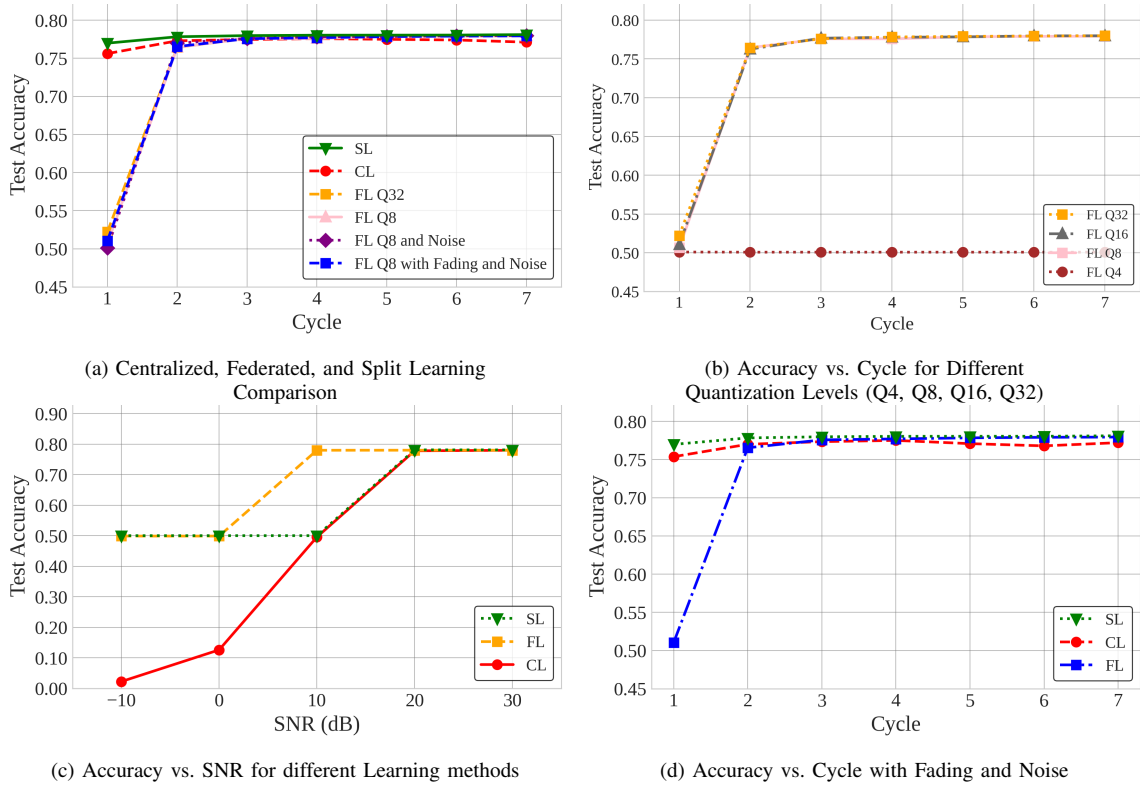 0.80
0.75
0.70
0.65
0.60
0.55
0.50
0.45
Test Accuracy
SL
CL
FL Q32
FL Q8
FL Q8 and Noise
FL Q8 with Fading and Noise
1 2 3 4 5 6 7
Cycle
(a) Centralized, Federated, and Split Learning
Comparison
0.80
0.75
0.70
0.65
0.60
0.55
0.50
0.45
Test Accuracy
FL Q32
FL Q16
FL Q8
FL Q4
1 2 3 4 5 6 7
Cycle
(b) Accuracy vs. Cycle for Different
Quantization Levels (Q4, Q8, Q16, Q32)
0.90
0.80
0.70
0.60
0.50
0.40
0.30
0.20
0.10
0.00
Test Accuracy
SL
FL
CL
−10 0 10 20 30
SNR (dB)
(c) Accuracy vs. SNR for different Learning methods
0.80
0.75
0.70
0.65
0.60
0.55
0.50
0.45
Test Accuracy
SL
CL
FL
1 2 3 4 5 6 7
Cycle
(d) Accuracy vs. Cycle with Fading and Noise